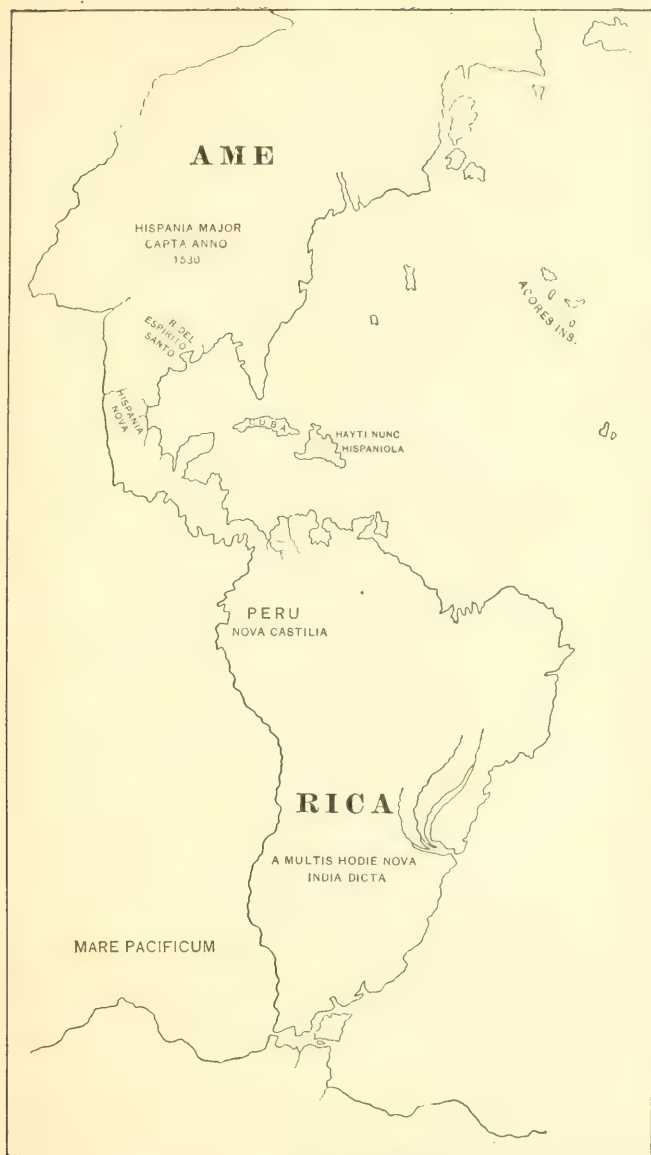 AME
HISPANIA MAJOR
CAPTA ANNO
1530
R DEL
ESPIRITO
SANTO
AÇORES INS.
HISPANIA
NOVA
CUBA
HAYTI NUNC
HISPANIOLA
PERU
NOVA CASTILIA
RICA
A MULTIS HODIE NOVA
INDIA DICTA
MARE PACIFICUM